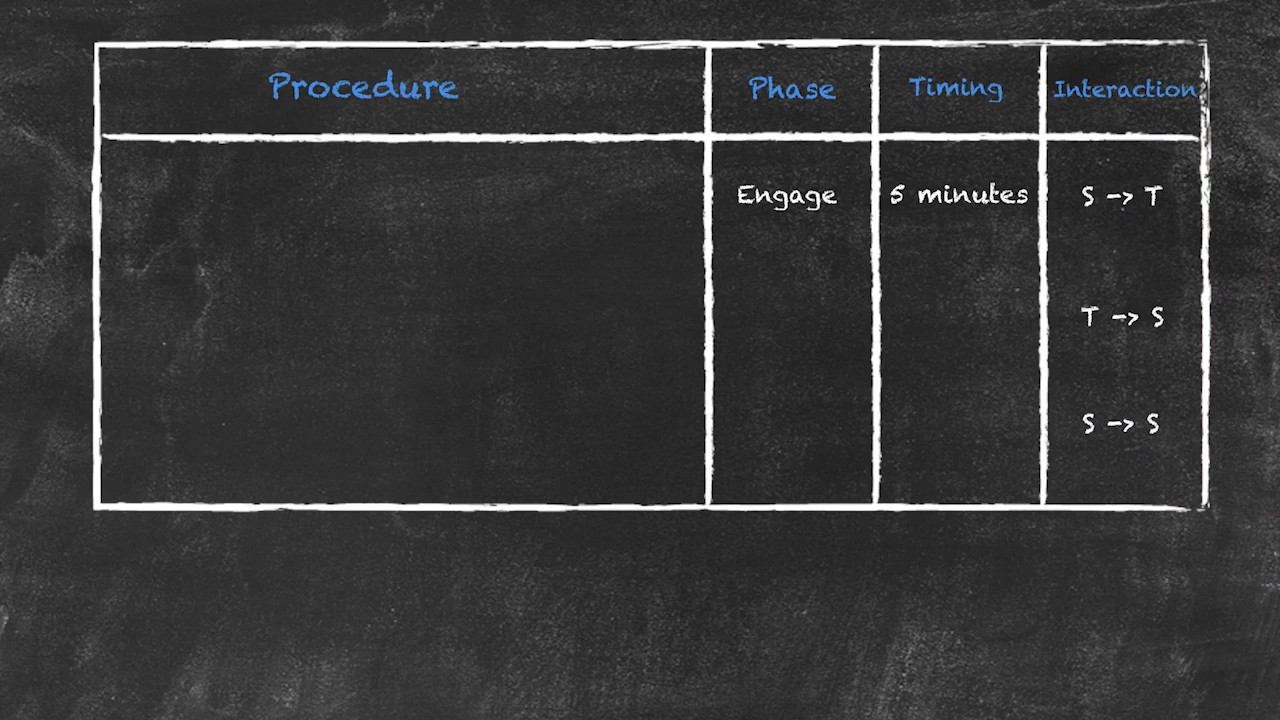 Procedure Phase Timing Interaction
Engage 5 minutes S -> T
T -> S
S -> S